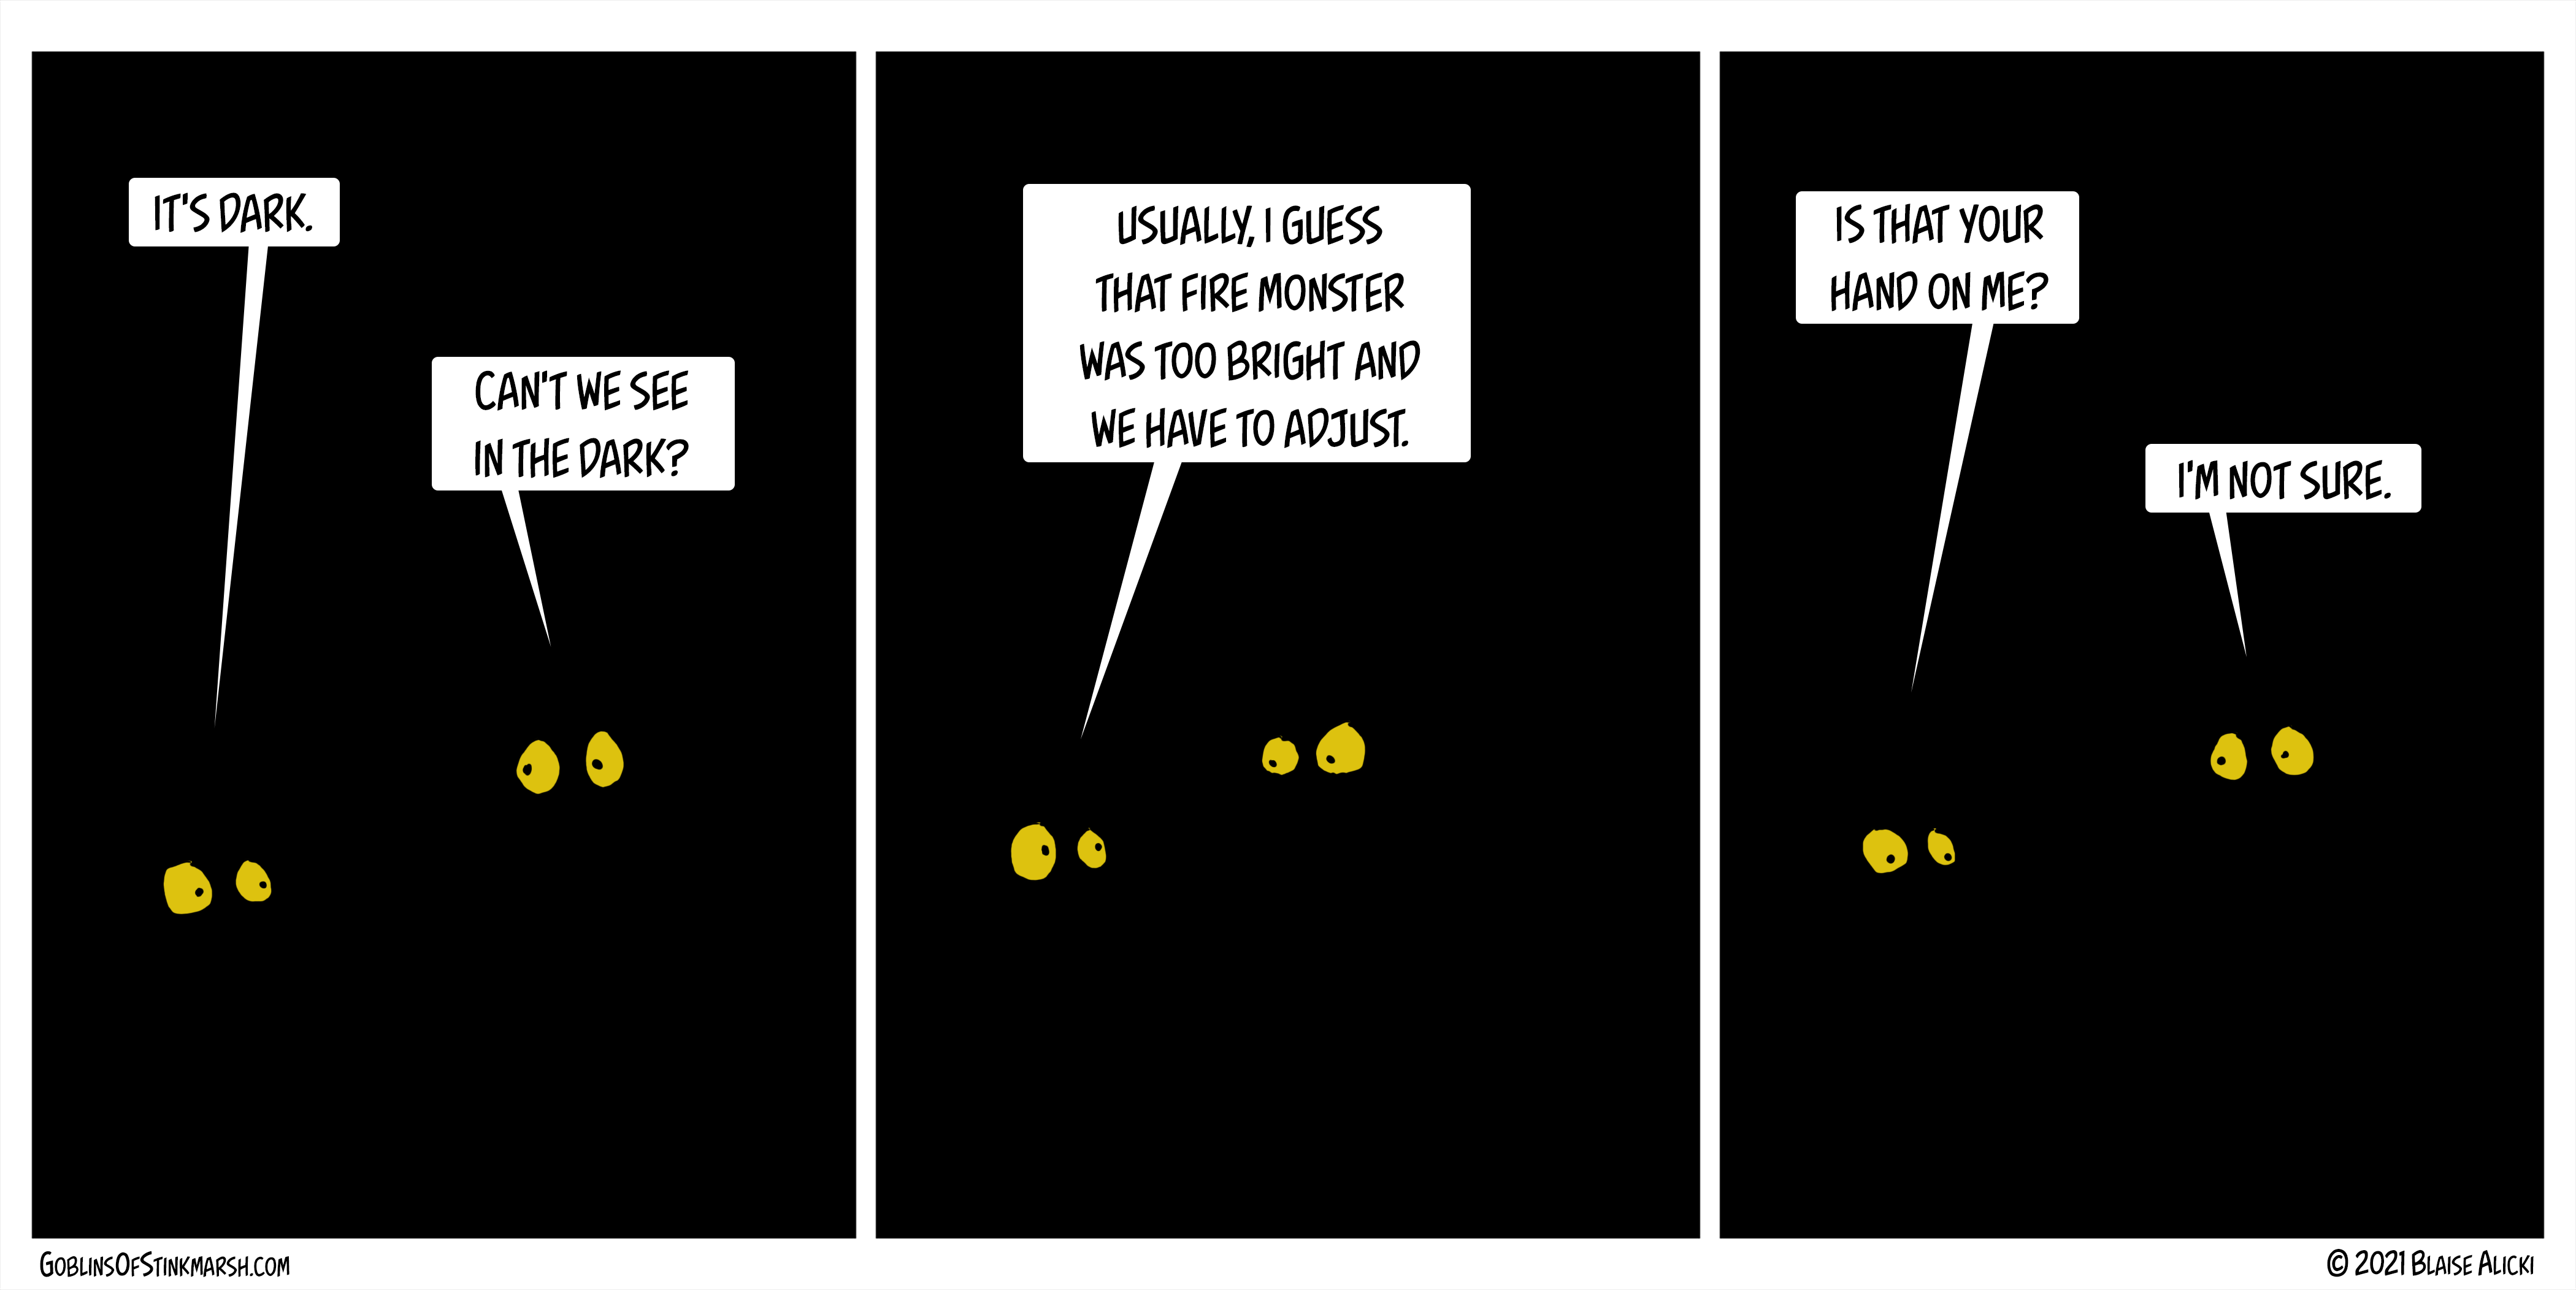 IT'S DARK.
CAN'T WE SEE
IN THE DARK?
USUALLY, I GUESS
THAT FIRE MONSTER
WAS TOO BRIGHT AND
WE HAVE TO ADJUST.
IS THAT YOUR
HAND ON ME?
I'M NOT SURE.
GOBLINSOFSTINKMARSH.COM
© 2021 BLAISE ALICKI